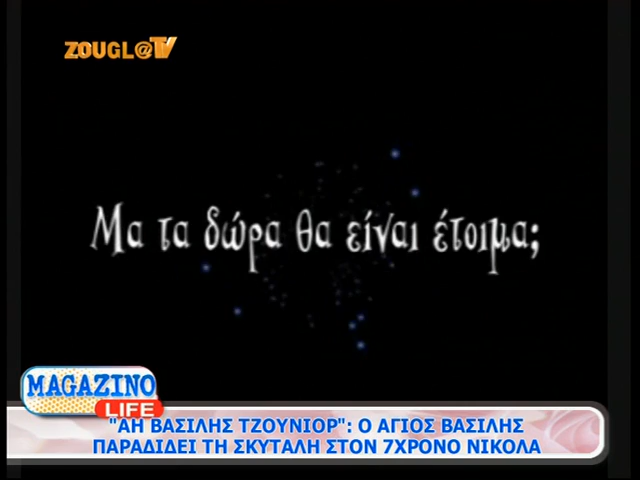 ZOUGL@TV
Μα τα δώρα θα είναι έτοιμα;
MAGAZINO
LIFE
"ΑΗ ΒΑΣΙΛΗΣ ΤΖΟΥΝΙΟΡ": Ο ΑΓΙΟΣ ΒΑΣΙΛΗΣ
ΠΑΡΑΔΙΔΕΙ ΤΗ ΣΚΥΤΑΛΗ ΣΤΟΝ 7ΧΡΟΝΟ ΝΙΚΟΛΑ